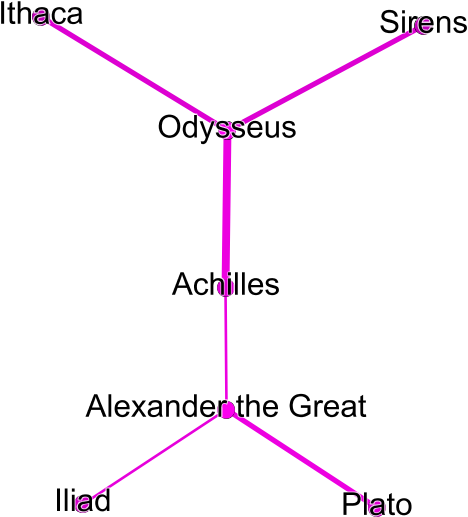 Ithaca
Sirens
Odysseus
Achilles
Alexander the Great
Iliad
Plato